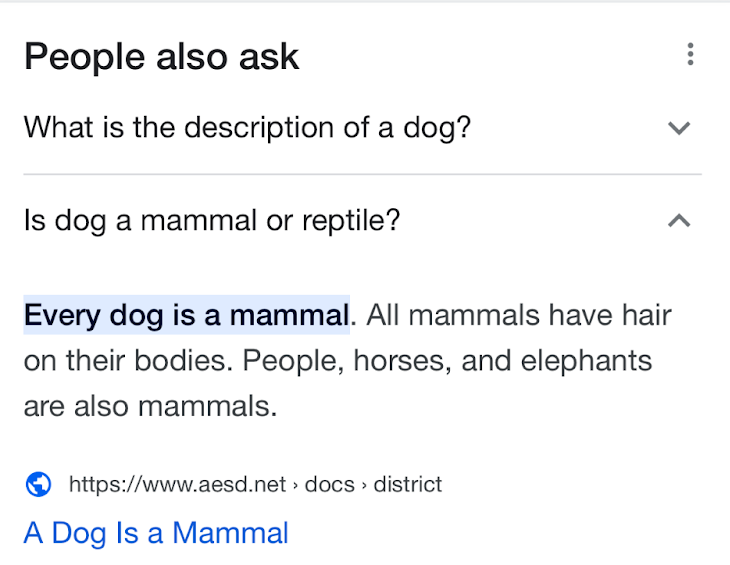 People also ask
What is the description of a dog?
Is dog a mammal or reptile?
Every dog is a mammal. All mammals have hair
on their bodies. People, horses, and elephants
are also mammals.
https://www.aesd.net › docs › district
A Dog Is a Mammal